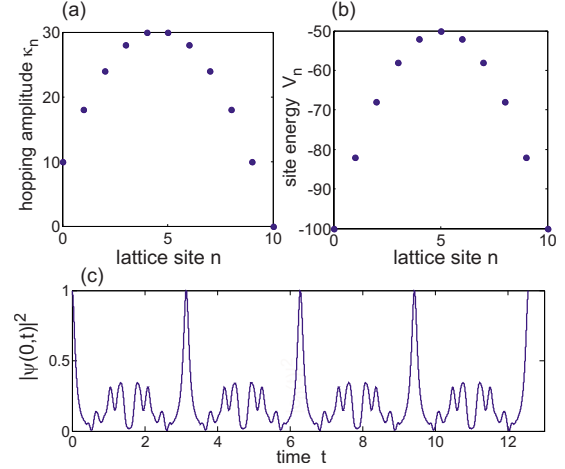 (a)
hopping amplitude κn
30
20
10
0
0 5 10
lattice site n
(b)
site energy Vn
-50
-60
-70
-80
-90
-100
0 5 10
lattice site n
(c)
|ψ(0,t)|²
1
0.5
0
0 2 4 6 8 10 12
time t